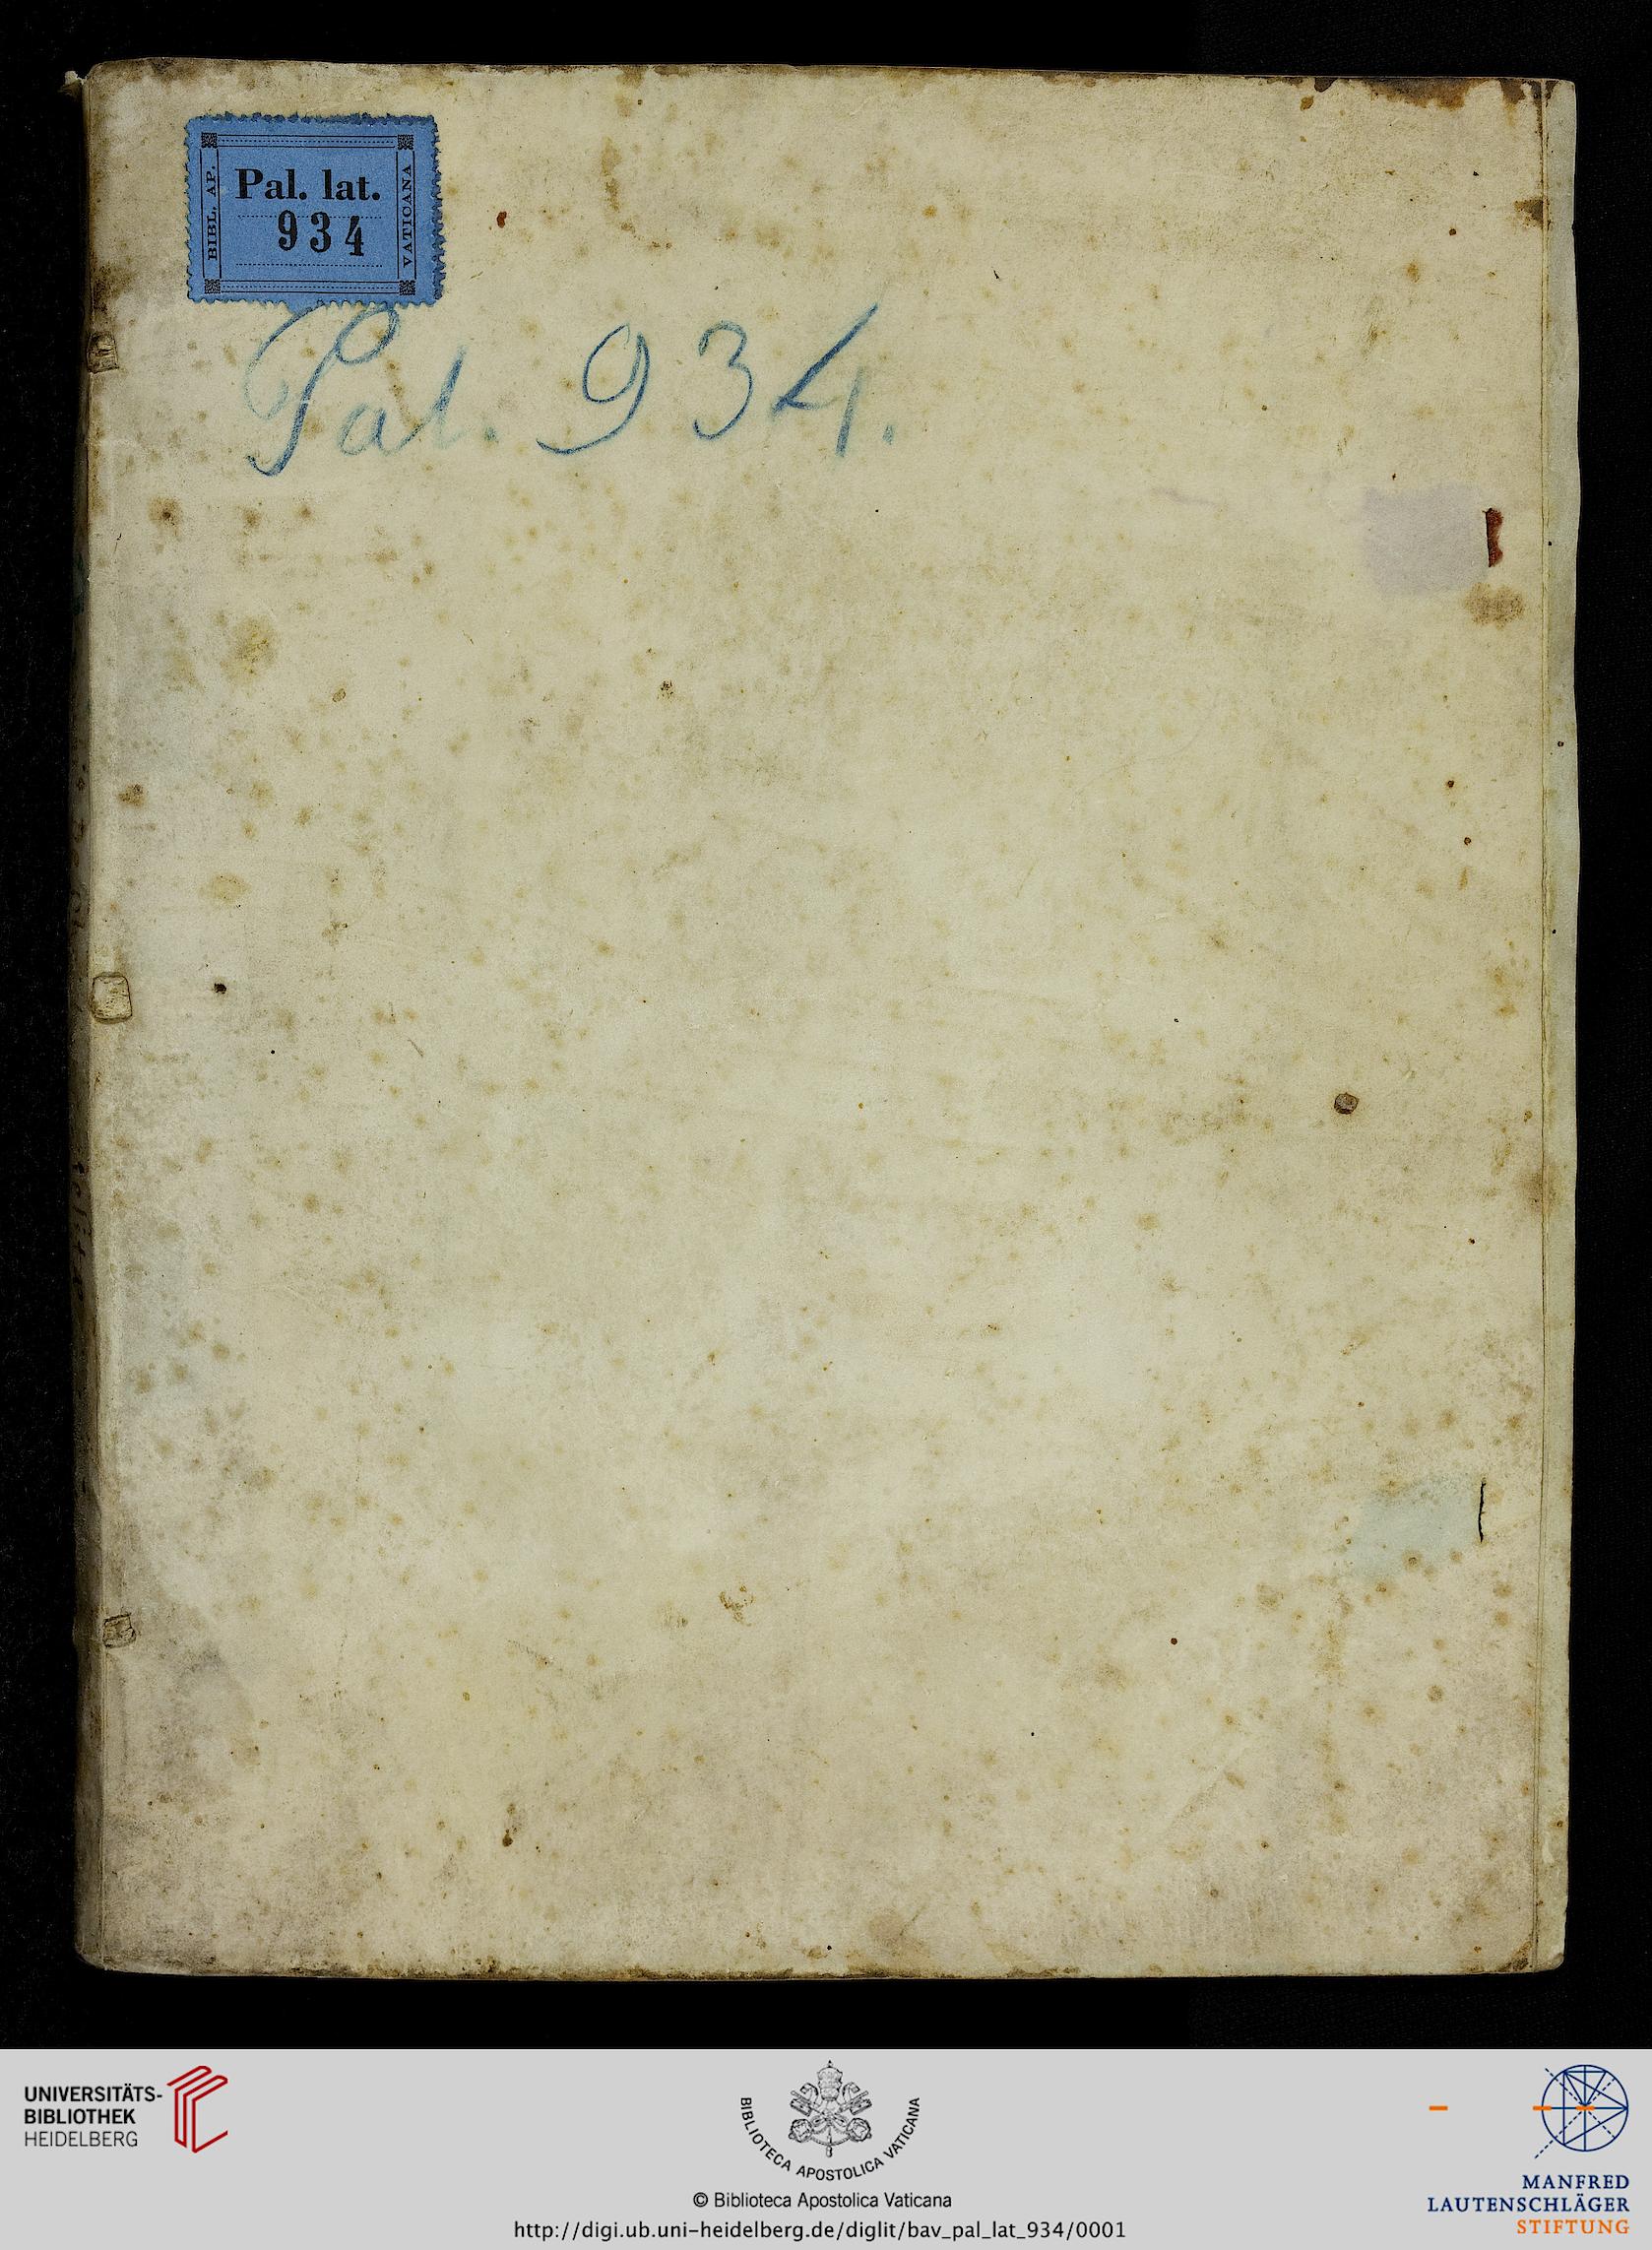 BIBL. AP.
Pal. lat.
934
VATICANA
Pal. 934.
UNIVERSITÄTS-
BIBLIOTHEK
HEIDELBERG
BIBLIOTECA APOSTOLICA VATICANA
© Biblioteca Apostolica Vaticana
http://digi.ub.uni-heidelberg.de/diglit/bav_pal_lat_934/0001
MANFRED
LAUTENSCHLÄGER
STIFTUNG